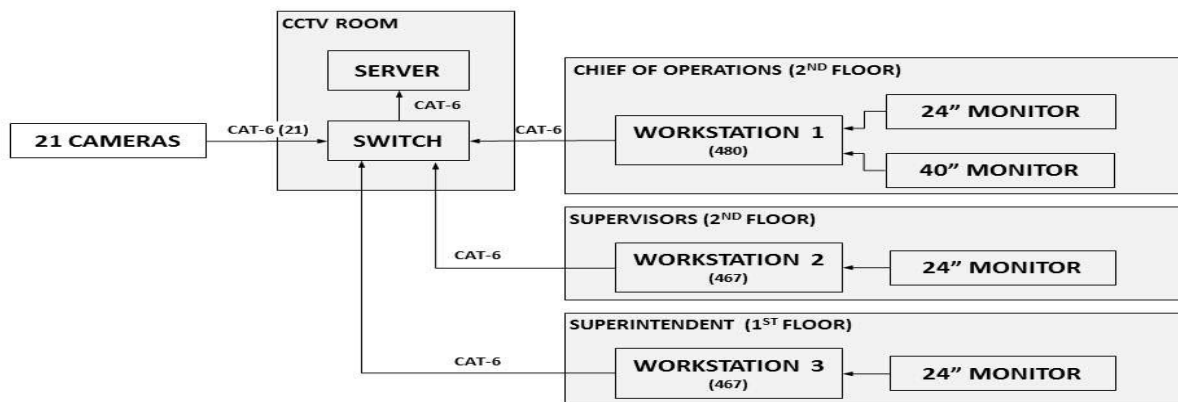 CCTV ROOM
SERVER
CAT-6
CHIEF OF OPERATIONS (2ND FLOOR)
24” MONITOR
21 CAMERAS
CAT-6 (21)
SWITCH
CAT-6
WORKSTATION 1
(480)
40” MONITOR
SUPERVISORS (2ND FLOOR)
CAT-6
WORKSTATION 2
(467)
24” MONITOR
SUPERINTENDENT (1ST FLOOR)
CAT-6
WORKSTATION 3
(467)
24” MONITOR